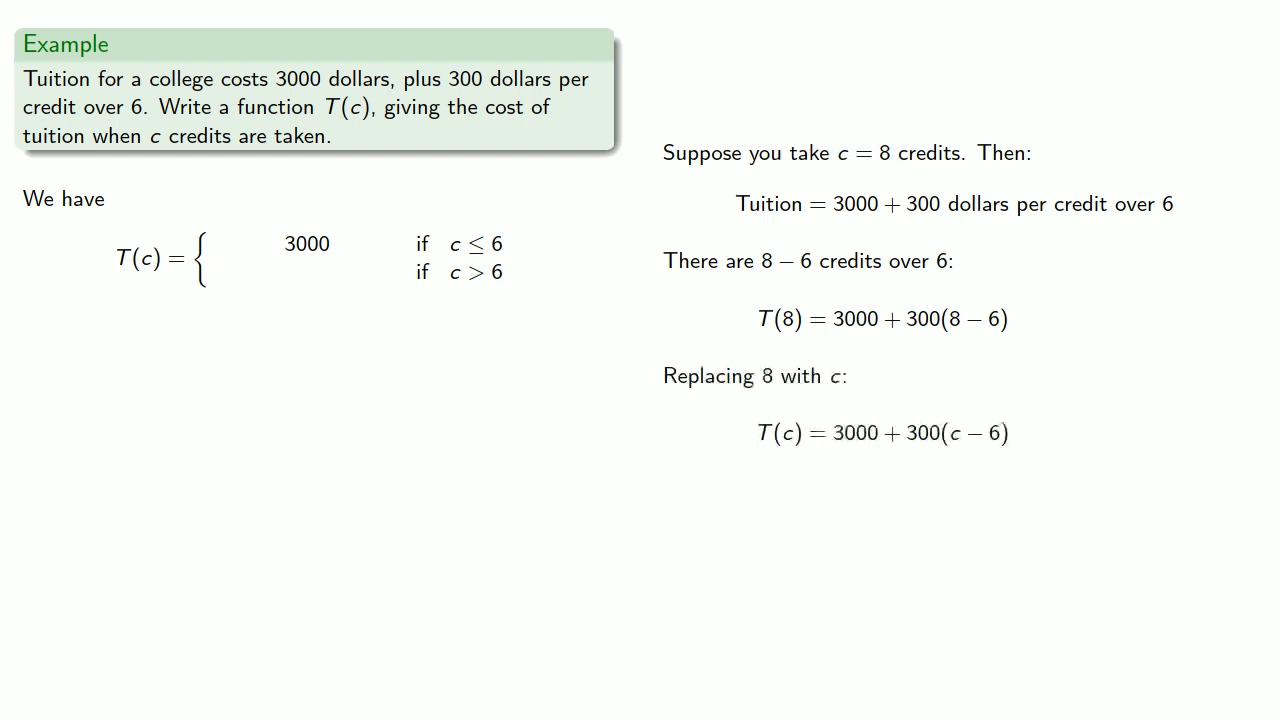 Example
Tuition for a college costs 3000 dollars, plus 300 dollars per
credit over 6. Write a function T(c), giving the cost of
tuition when c credits are taken.
We have
T(c) = { 3000 if c ≤ 6
if c > 6
Suppose you take c = 8 credits. Then:
Tuition = 3000 + 300 dollars per credit over 6
There are 8 − 6 credits over 6:
T(8) = 3000 + 300(8 − 6)
Replacing 8 with c:
T(c) = 3000 + 300(c − 6)